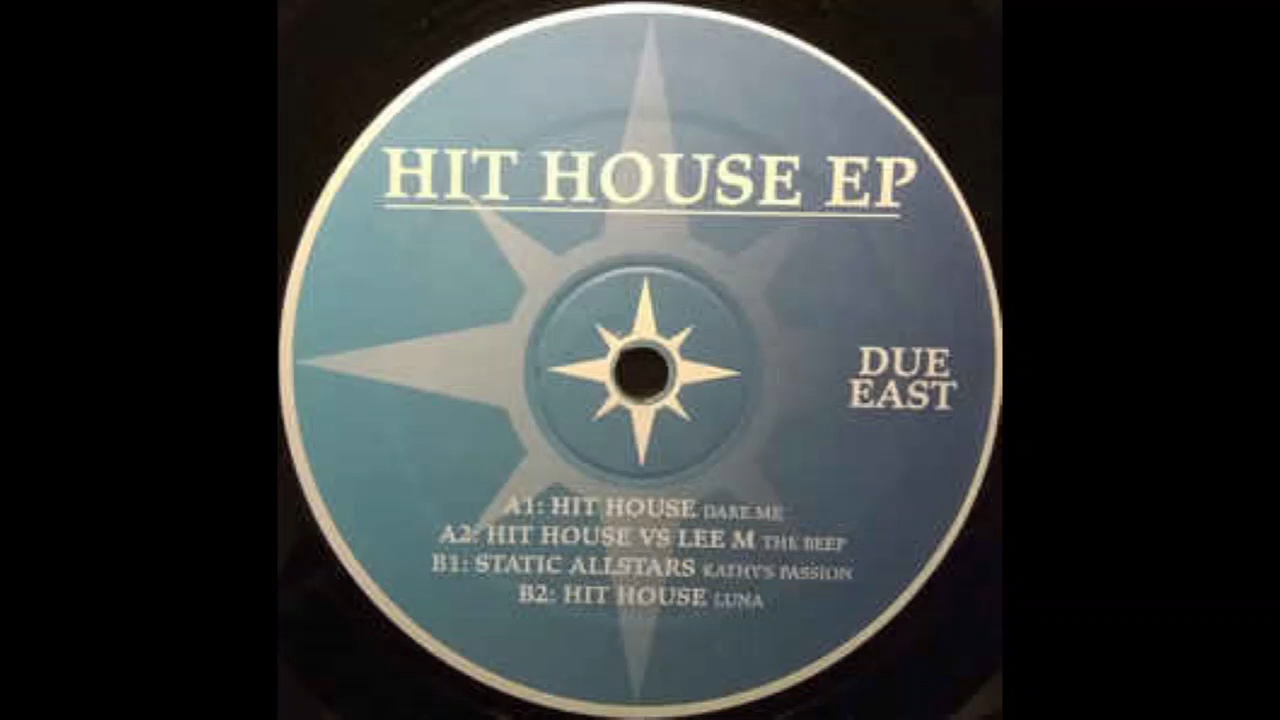 HIT HOUSE EP
DUE
EAST
A1: HIT HOUSE DARE ME
A2: HIT HOUSE VS LEE M THE BEEP
B1: STATIC ALLSTARS KATHY'S PASSION
B2: HIT HOUSE LUNA